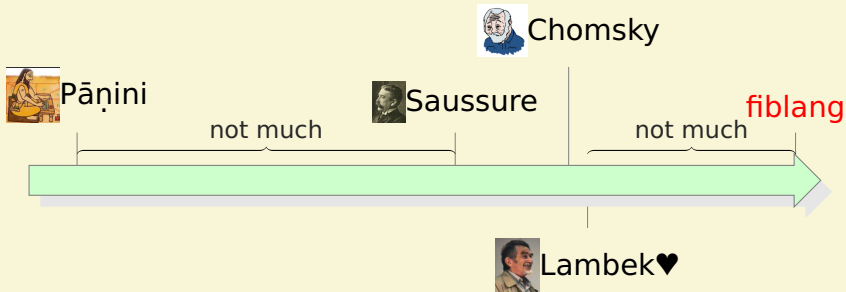 Chomsky
Pāṇini
Saussure
fiblang
not much
not much
Lambek♥